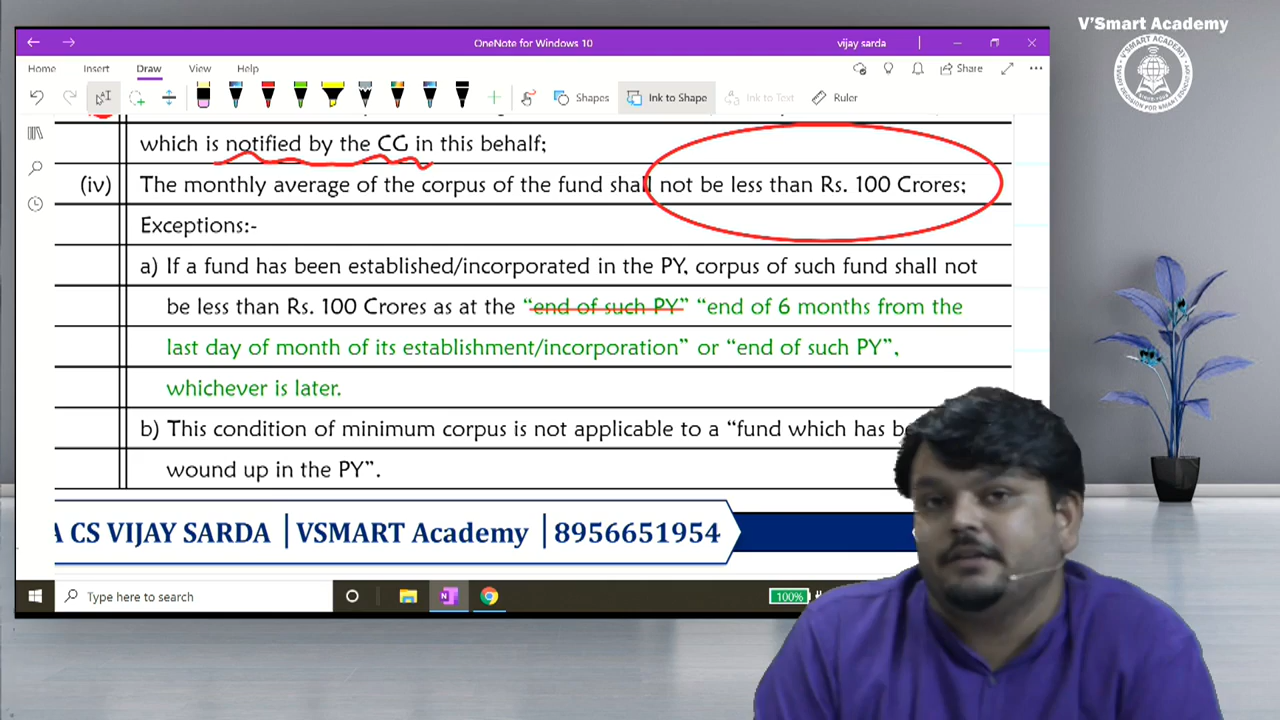 V'Smart Academy
OneNote for Windows 10
vijay sarda
Home Insert Draw View Help
Share
Shapes Ink to Shape Ink to Text Ruler
which is notified by the CG in this behalf;
(iv) The monthly average of the corpus of the fund shall not be less than Rs. 100 Crores;
Exceptions:-
a) If a fund has been established/incorporated in the PY, corpus of such fund shall not
be less than Rs. 100 Crores as at the “end of such PY” “end of 6 months from the
last day of month of its establishment/incorporation” or “end of such PY”,
whichever is later.
b) This condition of minimum corpus is not applicable to a “fund which has
wound up in the PY”.
CS VIJAY SARDA | VSMART Academy | 8956651954
Type here to search
100%